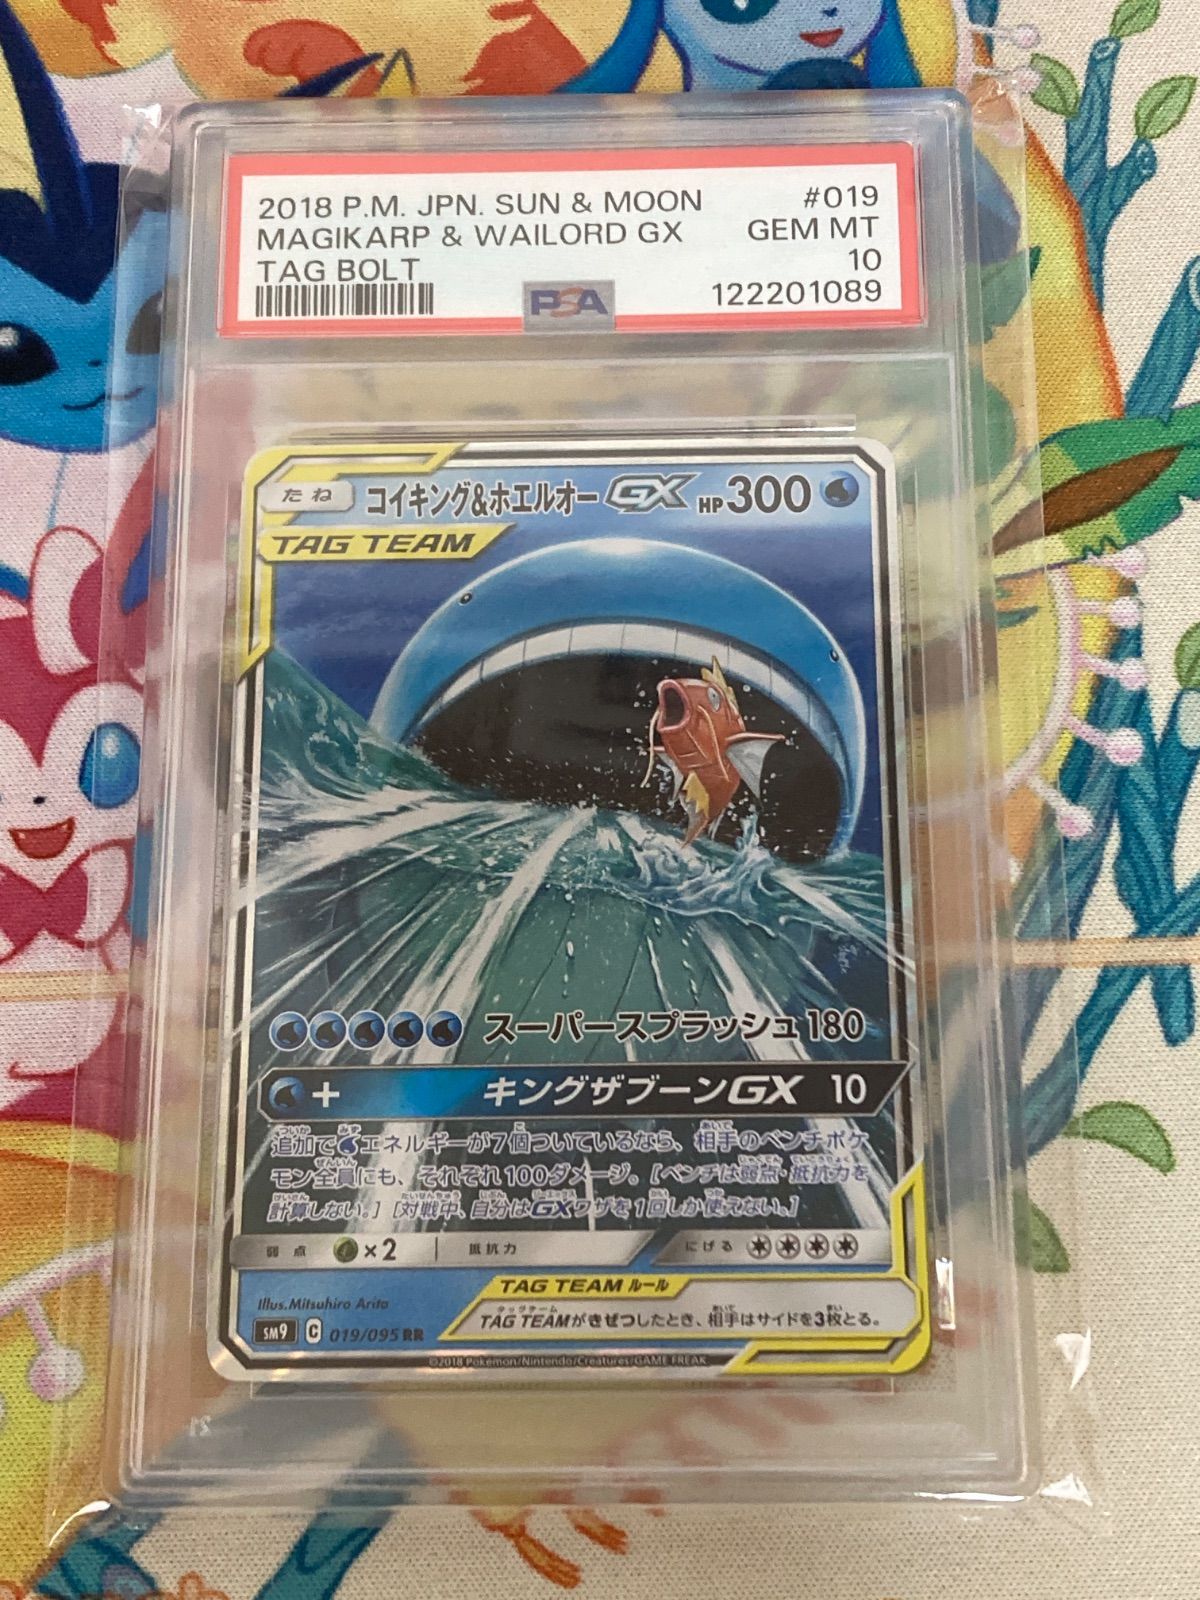 2018 P.M. JPN. SUN & MOON #019
MAGIKARP & WAILORD GX GEM MT
TAG BOLT 10
PSA 122201089
たね コイキング&ホエルオーGX HP300
TAG TEAM
スーパースプラッシュ 180
+ キングザブーンGX 10
追加で エネルギーが7個ついているなら、相手のベンチポケ
モン全員にも、それぞれ100ダメージ。[ベンチは弱点・抵抗力を
計算しない。] [対戦中、自分はGXワザを1回しか使えない。]
弱点 ×2 抵抗力 にげる
TAG TEAM ルール
Illus.Mitsuhiro Arita
TAG TEAMがきぜつしたとき、相手はサイドを3枚とる。
SM9 C 019/095 RR
©2018 Pokémon/Nintendo/Creatures/GAME FREAK